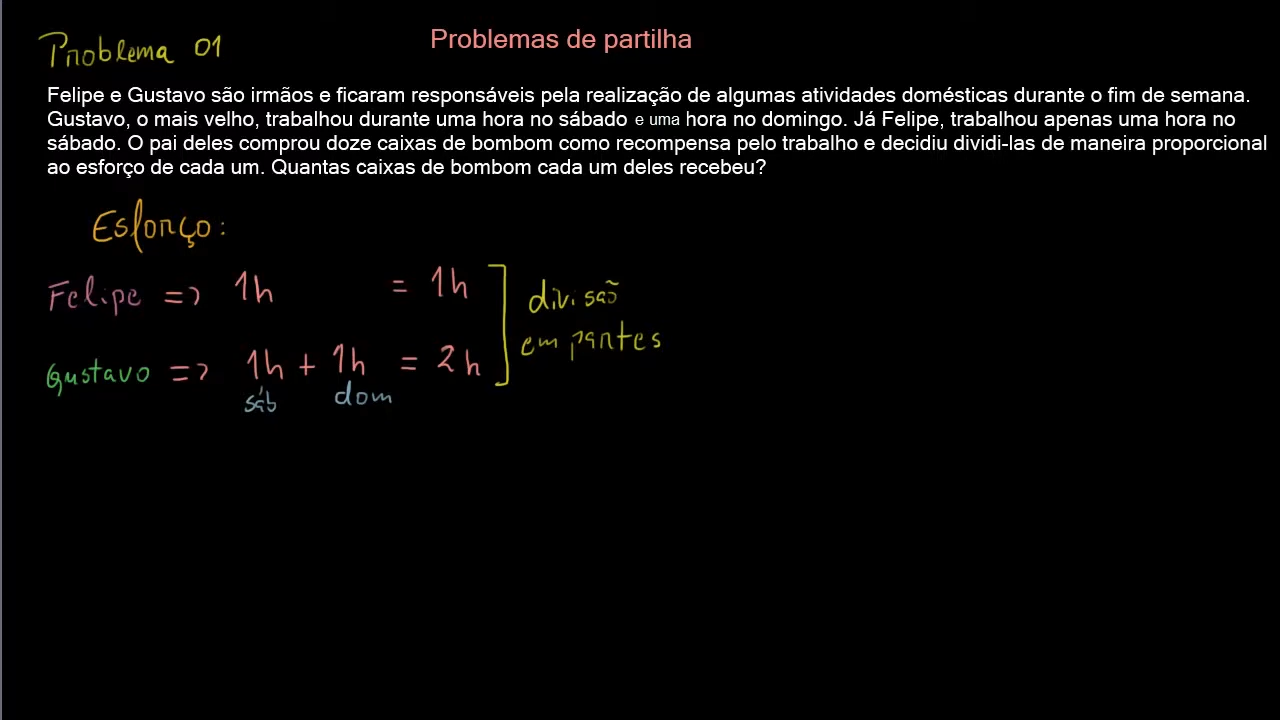 Problema 01
Problemas de partilha
Felipe e Gustavo são irmãos e ficaram responsáveis pela realização de algumas atividades domésticas durante o fim de semana.
Gustavo, o mais velho, trabalhou durante uma hora no sábado e uma hora no domingo. Já Felipe, trabalhou apenas uma hora no
sábado. O pai deles comprou doze caixas de bombom como recompensa pelo trabalho e decidiu dividi-las de maneira proporcional
ao esforço de cada um. Quantas caixas de bombom cada um deles recebeu?
Esforço:
Felipe => 1h = 1h
divisão
em partes
Gustavo => 1h + 1h = 2h
sáb dom